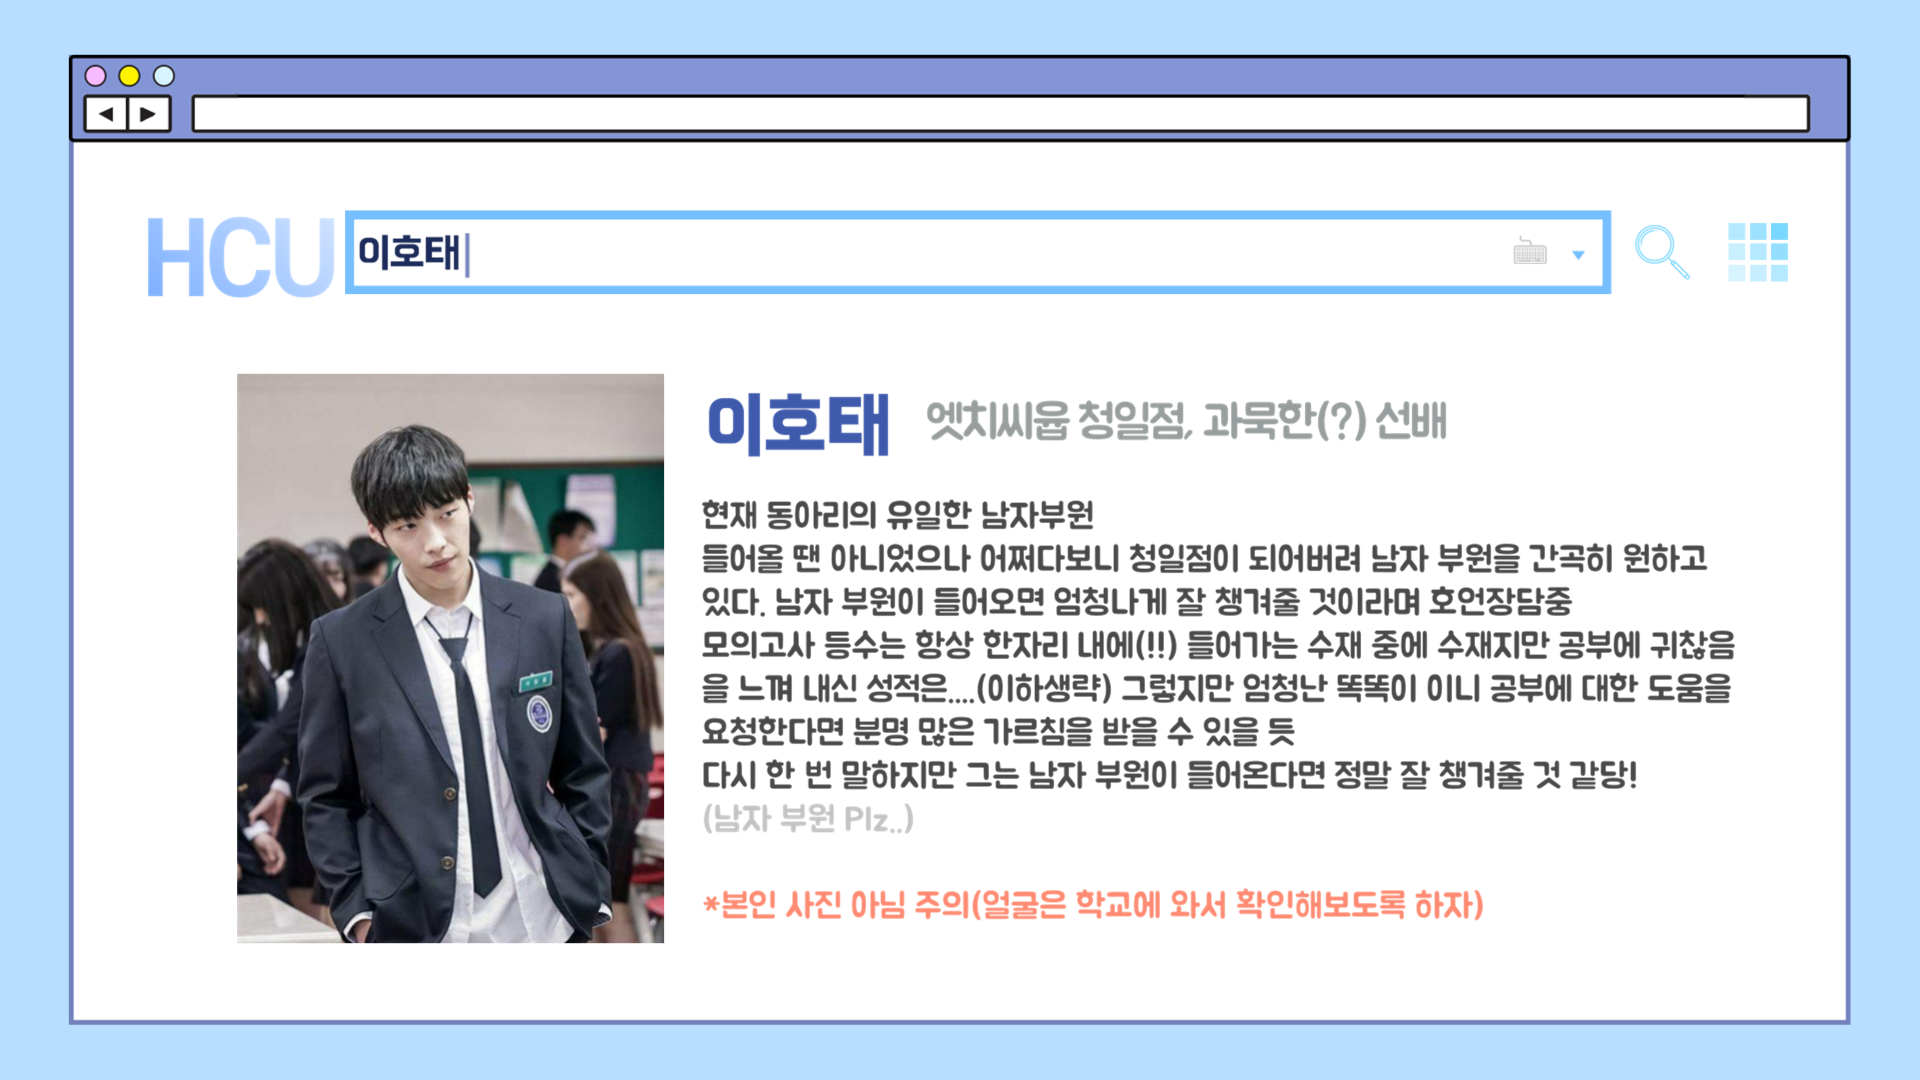 HCU 이호태
이호태 엣치씨윱 청일점, 과묵한(?) 선배
현재 동아리의 유일한 남자부원
들어올 땐 아니었으나 어쩌다보니 청일점이 되어버려 남자 부원을 간곡히 원하고
있다. 남자 부원이 들어오면 엄청나게 잘 챙겨줄 것이라며 호언장담중
모의고사 등수는 항상 한자리 내에(!!) 들어가는 수재 중에 수재지만 공부에 귀찮음
을 느껴 내신 성적은....(이하생략) 그렇지만 엄청난 똑똑이 이니 공부에 대한 도움을
요청한다면 분명 많은 가르침을 받을 수 있을 듯
다시 한 번 말하지만 그는 남자 부원이 들어온다면 정말 잘 챙겨줄 것 같당!
(남자 부원 Plz..)
*본인 사진 아님 주의(얼굴은 학교에 와서 확인해보도록 하자)